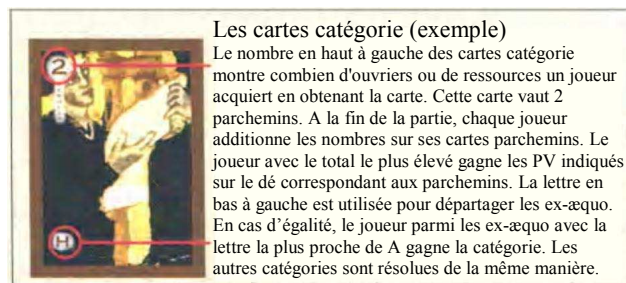 Les cartes catégorie (exemple)
Le nombre en haut à gauche des cartes catégorie
montre combien d'ouvriers ou de ressources un joueur
acquiert en obtenant la carte. Cette carte vaut 2
parchemins. A la fin de la partie, chaque joueur
additionne les nombres sur ses cartes parchemins. Le
joueur avec le total le plus élevé gagne les PV indiqués
sur le dé correspondant aux parchemins. La lettre en
bas à gauche est utilisée pour départager les ex-æquo.
En cas d’égalité, le joueur parmi les ex-æquo avec la
lettre la plus proche de A gagne la catégorie. Les
autres catégories sont résolues de la même manière.
2
H